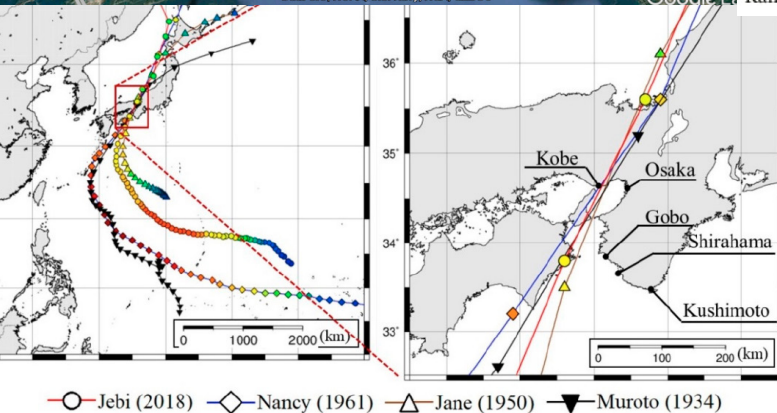 36°
35°
34°
33°
Kobe
Osaka
Gobo
Shirahama
Kushimoto
0 1000 2000 (km)
0 100 200 (km)
Jebi (2018) Nancy (1961) Jane (1950) Muroto (1934)